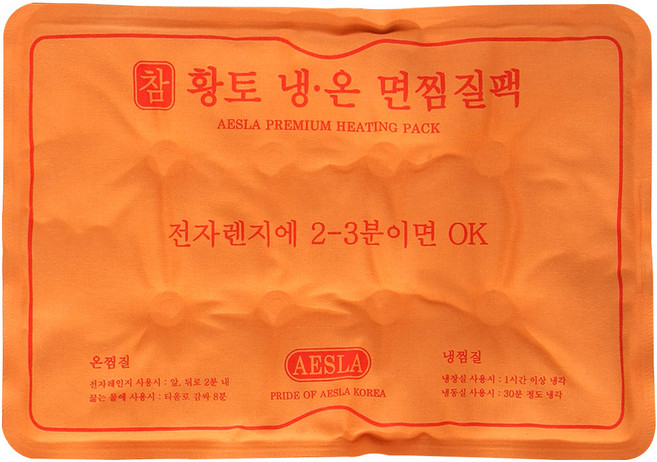 참 황토 냉·온 면찜질팩
AESLA PREMIUM HEATING PACK
전자렌지에 2-3분이면 OK
온찜질
전자레인지 사용시 : 앞, 뒤로 2분 내
끓는 물에 사용시 : 타올로 감싸 8분
AESLA
PRIDE OF AESLA KOREA
냉찜질
냉장실 사용시 : 1시간 이상 냉각
냉동실 사용시 : 30분 정도 냉각